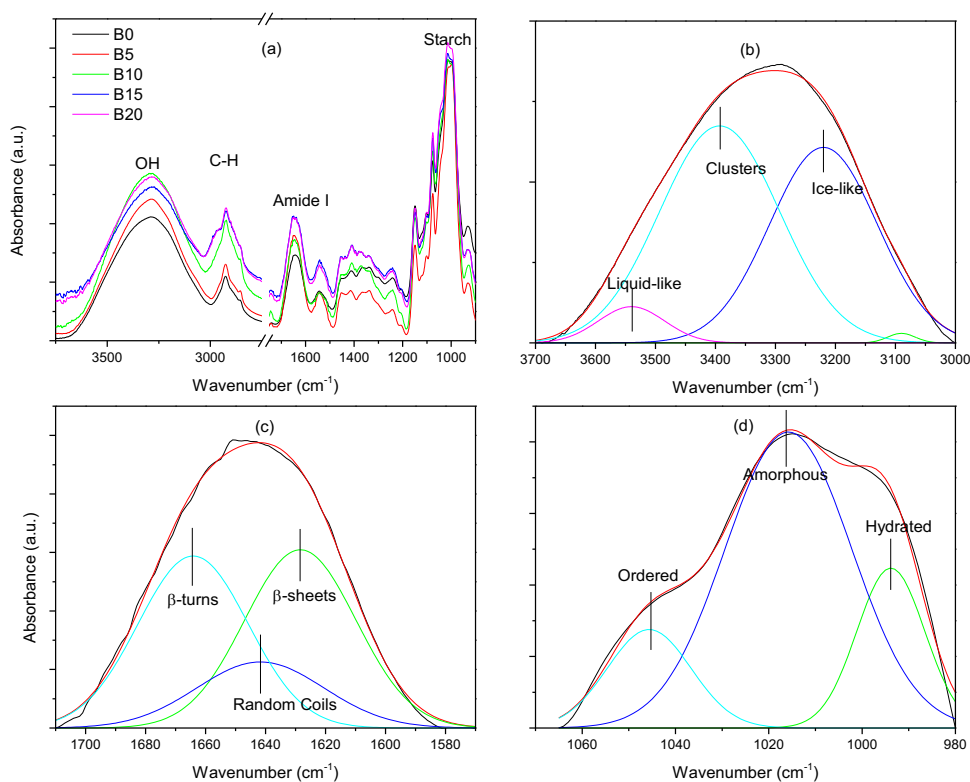 B0
B5
B10
B15
B20
(a)
Starch
OH
C-H
Amide I
Absorbance (a.u.)
3500 3000 1600 1400 1200 1000
Wavenumber (cm⁻¹)
(b)
Clusters
Ice-like
Liquid-like
3700 3600 3500 3400 3300 3200 3100 3000
Wavenumber (cm⁻¹)
(c)
β-turns
β-sheets
Random Coils
Absorbance (a.u.)
1700 1680 1660 1640 1620 1600 1580
Wavenumber (cm⁻¹)
(d)
Amorphous
Hydrated
Ordered
1060 1040 1020 1000 980
Wavenumber (cm⁻¹)